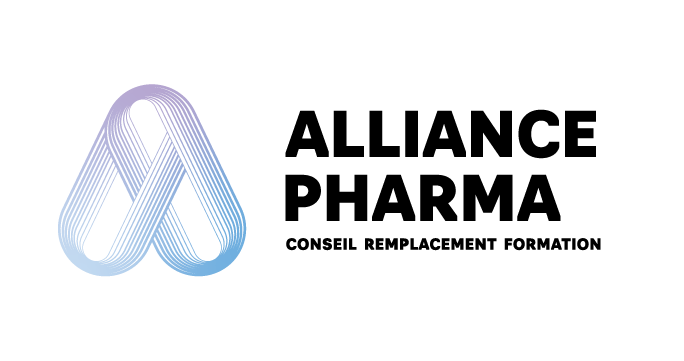 ALLIANCE
PHARMA
CONSEIL REMPLACEMENT FORMATION